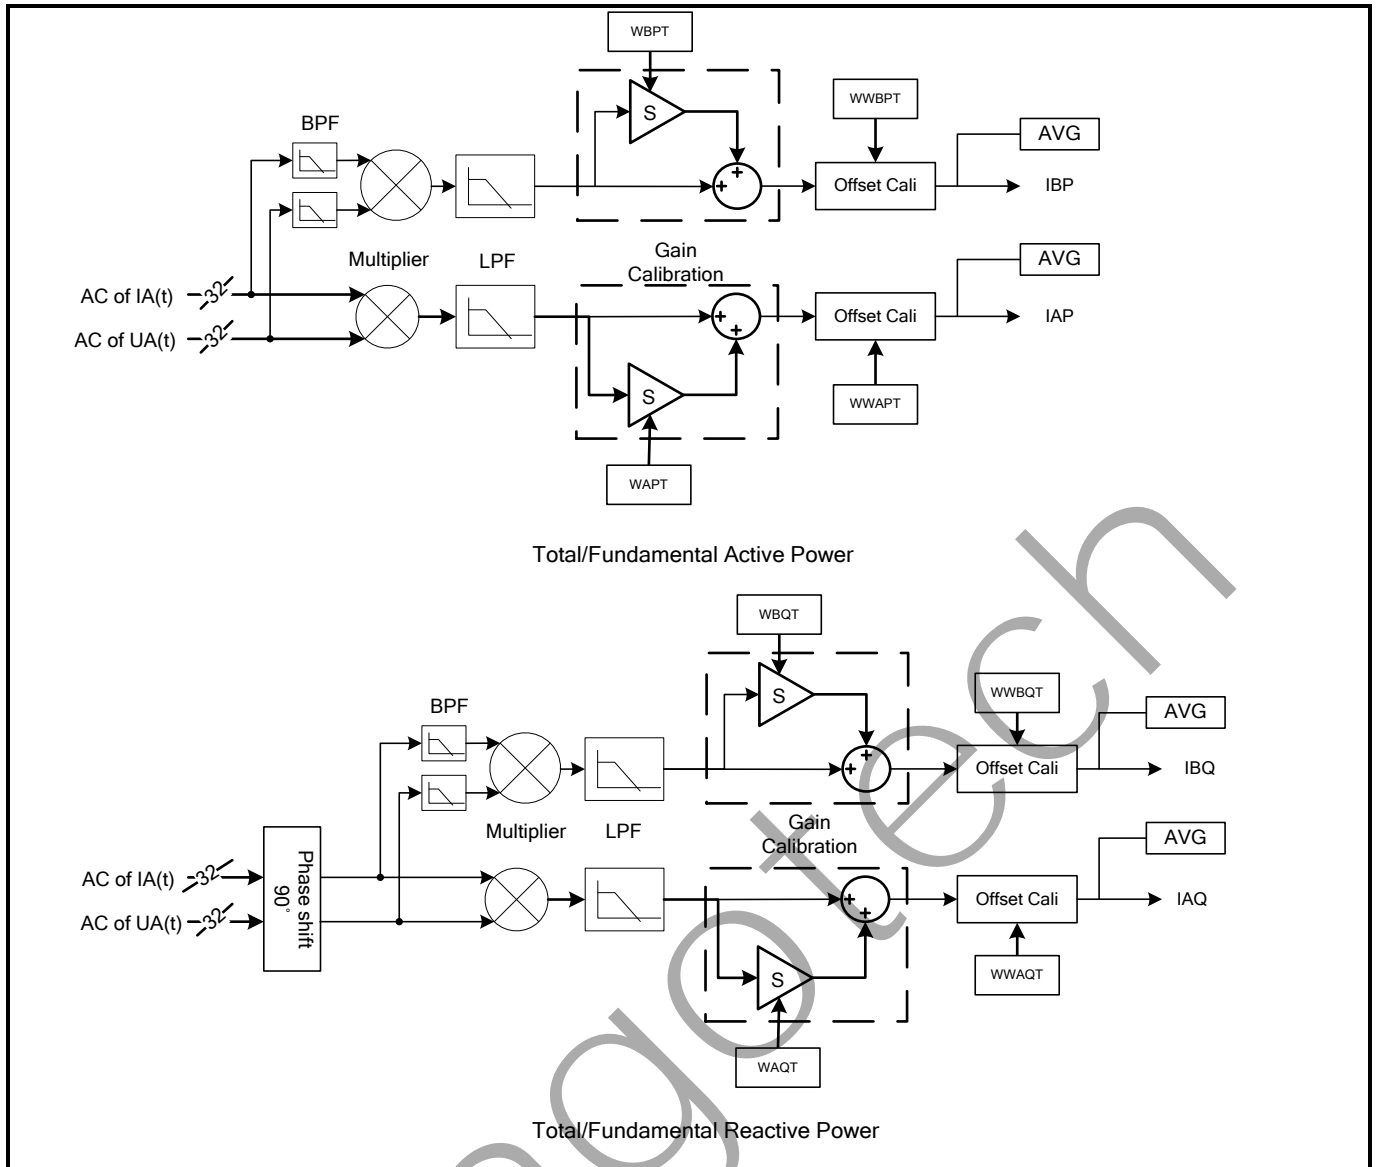 WBPT
S
WWBPT
AVG
BPF
+
+
Offset Cali
IBP
Multiplier
LPF
Gain
Calibration
AVG
AC of IA(t)
32
+
+
Offset Cali
IAP
AC of UA(t)
32
S
WWAPT
WAPT
Total/Fundamental Active Power
WBQT
S
WWBQT
AVG
BPF
+
+
Offset Cali
IBQ
Multiplier
LPF
Gain
Calibration
AVG
Phase shift
90°
AC of IA(t)
32
+
+
Offset Cali
IAQ
AC of UA(t)
32
S
WWAQT
WAQT
Total/Fundamental Reactive Power
gotech